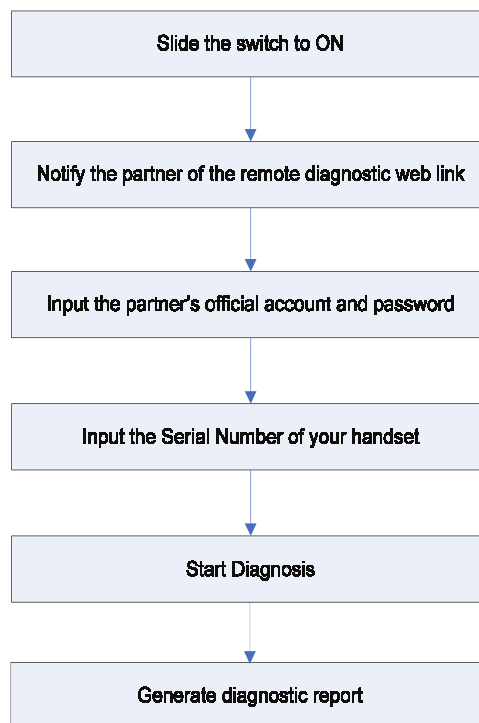 Slide the switch to ON
Notify the partner of the remote diagnostic web link
Input the partner's official account and password
Input the Serial Number of your handset
Start Diagnosis
Generate diagnostic report